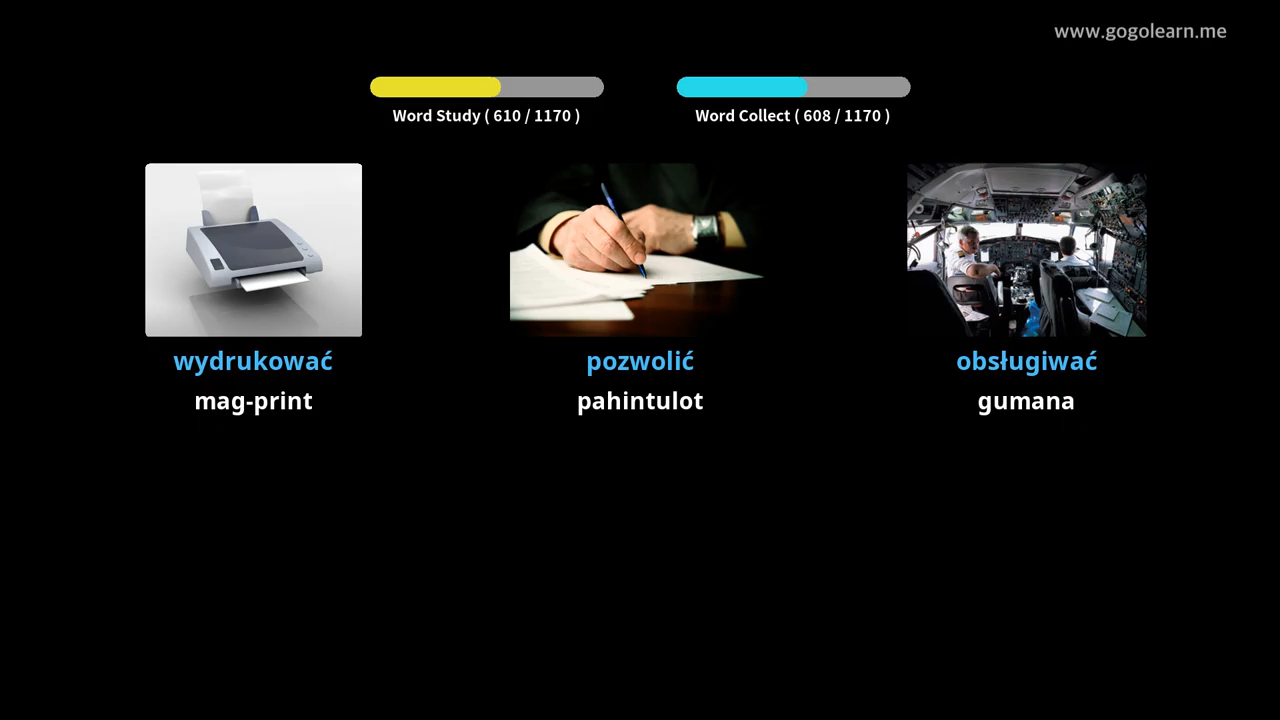 www.gogolearn.me
Word Study ( 610 / 1170 )
Word Collect ( 608 / 1170 )
wydrukować
mag-print
pozwolić
pahintulot
obsługiwać
gumana